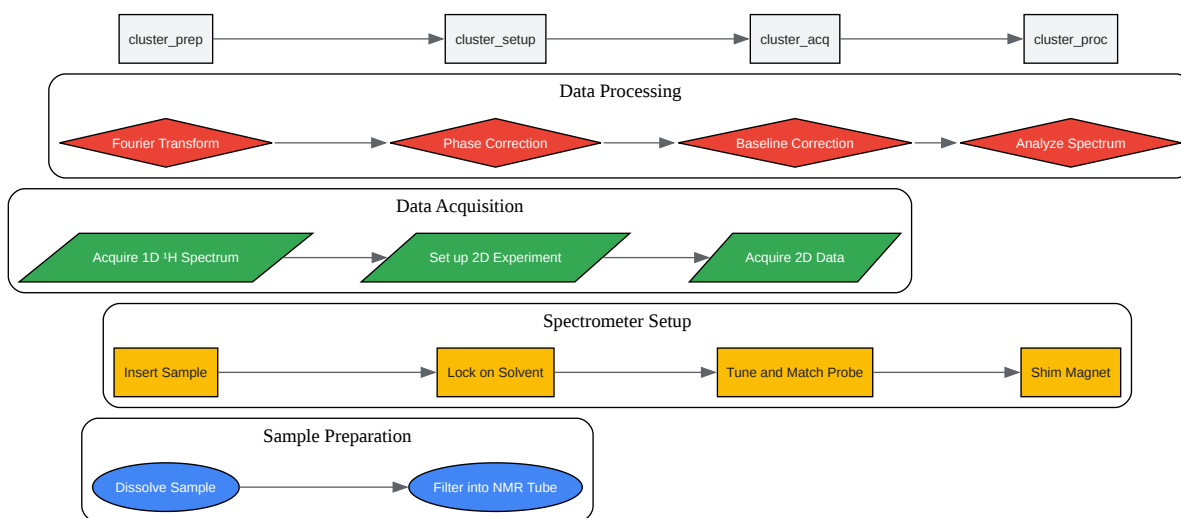 cluster_prep
cluster_setup
cluster_acq
cluster_proc
Data Processing
Fourier Transform
Phase Correction
Baseline Correction
Analyze Spectrum
Data Acquisition
Acquire 1D ¹H Spectrum
Set up 2D Experiment
Acquire 2D Data
Spectrometer Setup
Insert Sample
Lock on Solvent
Tune and Match Probe
Shim Magnet
Sample Preparation
Dissolve Sample
Filter into NMR Tube